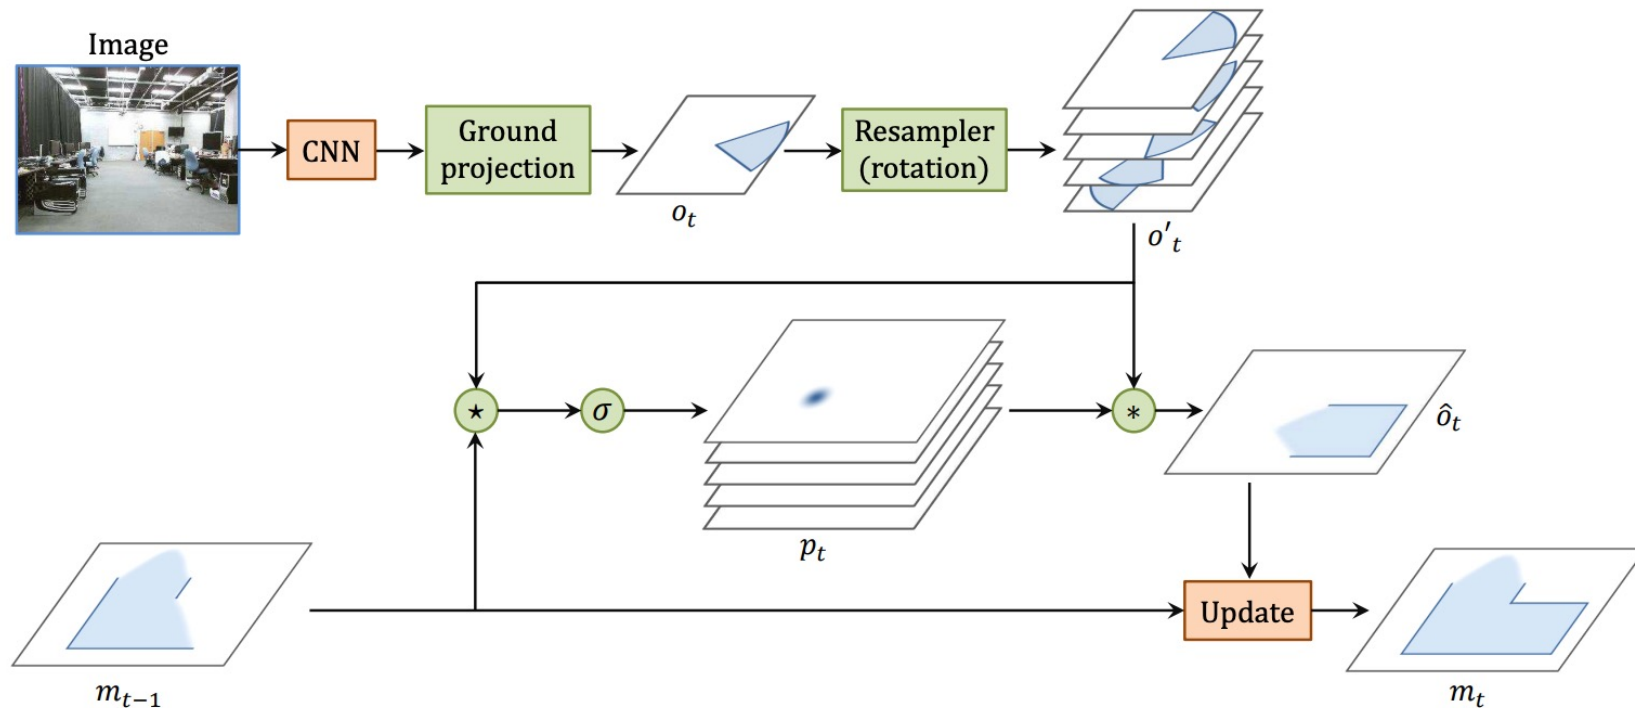 Image
CNN
Ground
projection
o_t
Resampler
(rotation)
o'_t
⋆
σ
p_t
∗
ô_t
m_{t−1}
Update
m_t